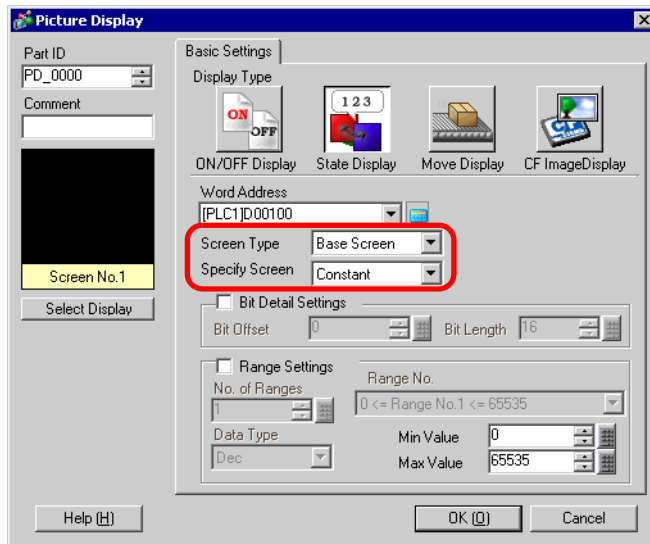 Picture Display
Part ID
PD_0000
Comment
Screen No.1
Select Display
Basic Settings
Display Type
ON
OFF
1 2 3
ON/OFF Display State Display Move Display CF ImageDisplay
Word Address
[PLC1]D00100
Screen Type Base Screen
Specify Screen Constant
Bit Detail Settings
Bit Offset 0 Bit Length 16
Range Settings
No. of Ranges
1
Range No.
0 <= Range No.1 <= 65535
Data Type
Dec
Min Value 0
Max Value 65535
Help (H) OK (O) Cancel